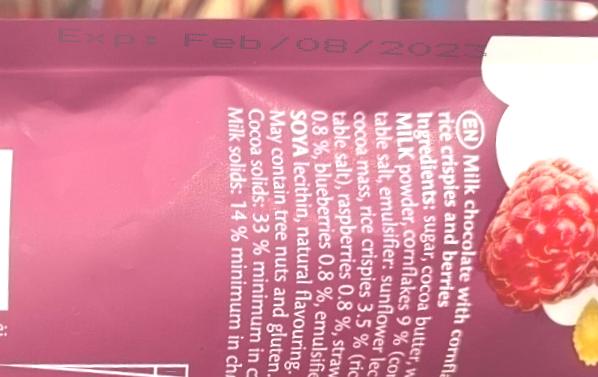 Exp: Feb/08/2023
(EN) Milk chocolate with
rice crispies and berries
Ingredients: sugar, cocoa butter,
MILK powder, cornflakes 9 %
table salt, emulsifier: sunflower
cocoa mass, rice crispies 3.5 %
table salt), raspberries 0.8 %,
0.8 %, blueberries 0.8 %,
SOYA lecithin, natural flavouring.
May contain tree nuts and gluten.
Cocoa solids: 33 % minimum in
Milk solids: 14 % minimum in